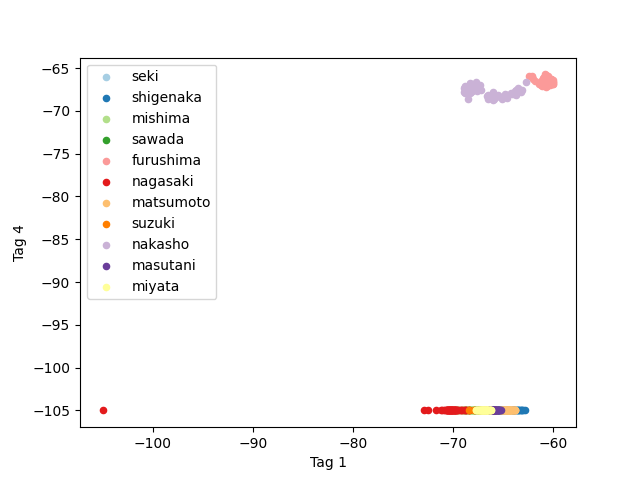 −65
−70
−75
−80
−85
−90
−95
−100
−105
Tag 4
seki
shigenaka
mishima
sawada
furushima
nagasaki
matsumoto
suzuki
nakasho
masutani
miyata
−100 −90 −80 −70 −60
Tag 1